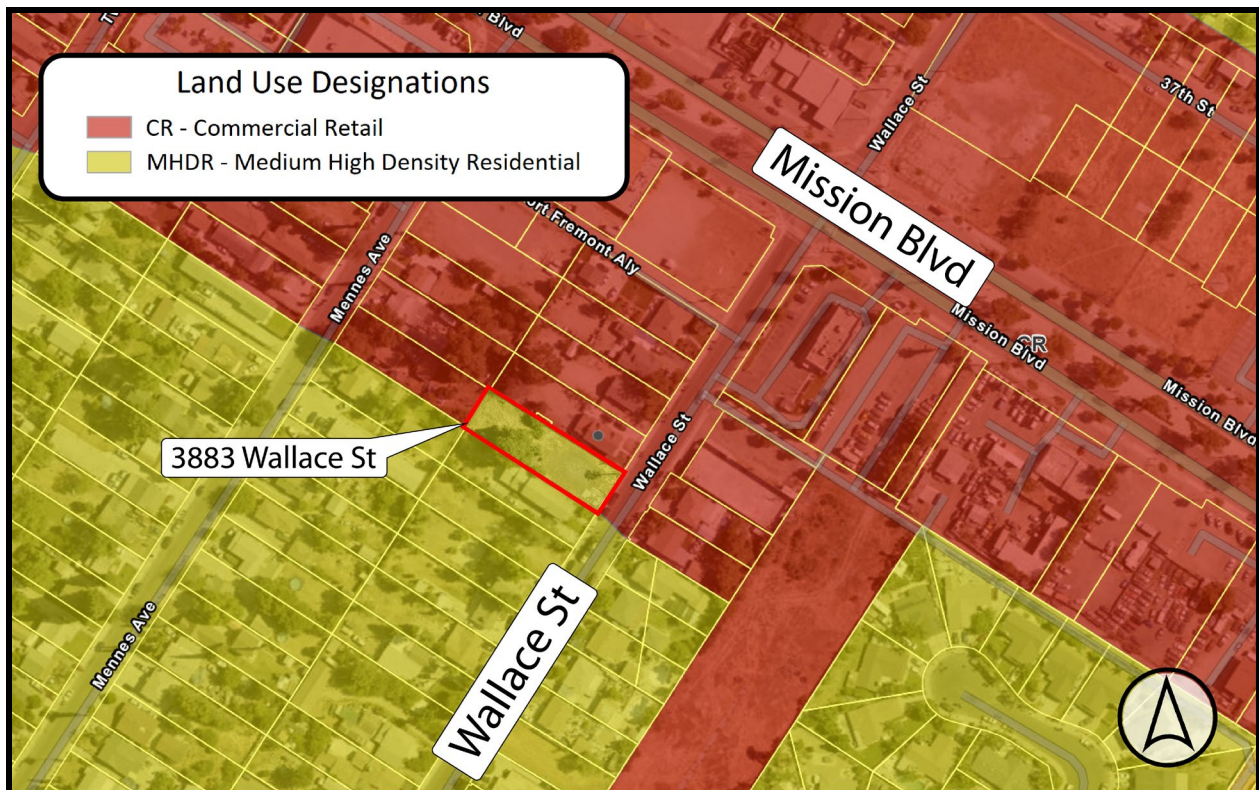 Blvd
Land Use Designations
CR - Commercial Retail
MHDR - Medium High Density Residential
37th St
Wallace St
Mission Blvd
Fremont Aly
Mennes Ave
Mission Blvd
CR
Mission Blvd
3883 Wallace St
Wallace St
Wallace St
Mennes Ave